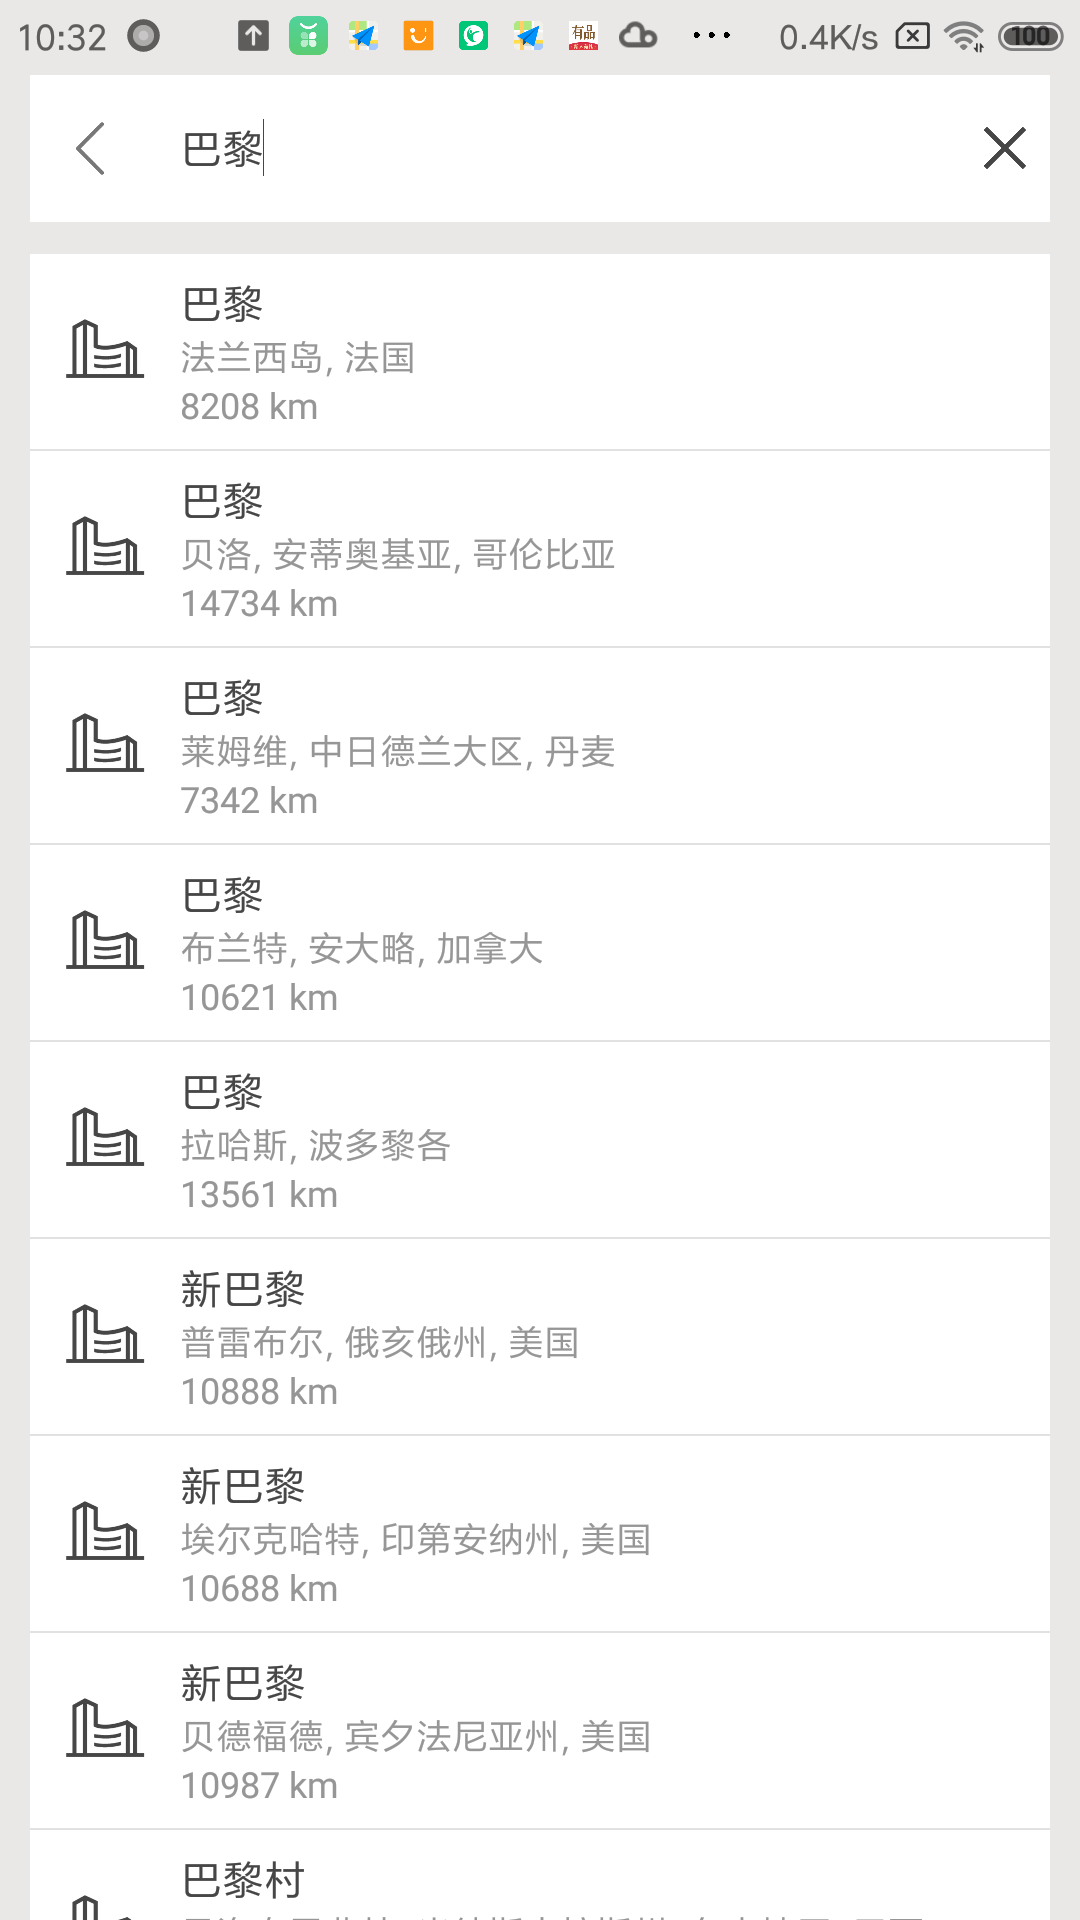 10:32
有品
0.4K/s
100
巴黎
巴黎
法兰西岛, 法国
8208 km
巴黎
贝洛, 安蒂奥基亚, 哥伦比亚
14734 km
巴黎
莱姆维, 中日德兰大区, 丹麦
7342 km
巴黎
布兰特, 安大略, 加拿大
10621 km
巴黎
拉哈斯, 波多黎各
13561 km
新巴黎
普雷布尔, 俄亥俄州, 美国
10888 km
新巴黎
埃尔克哈特, 印第安纳州, 美国
10688 km
新巴黎
贝德福德, 宾夕法尼亚州, 美国
10987 km
巴黎村